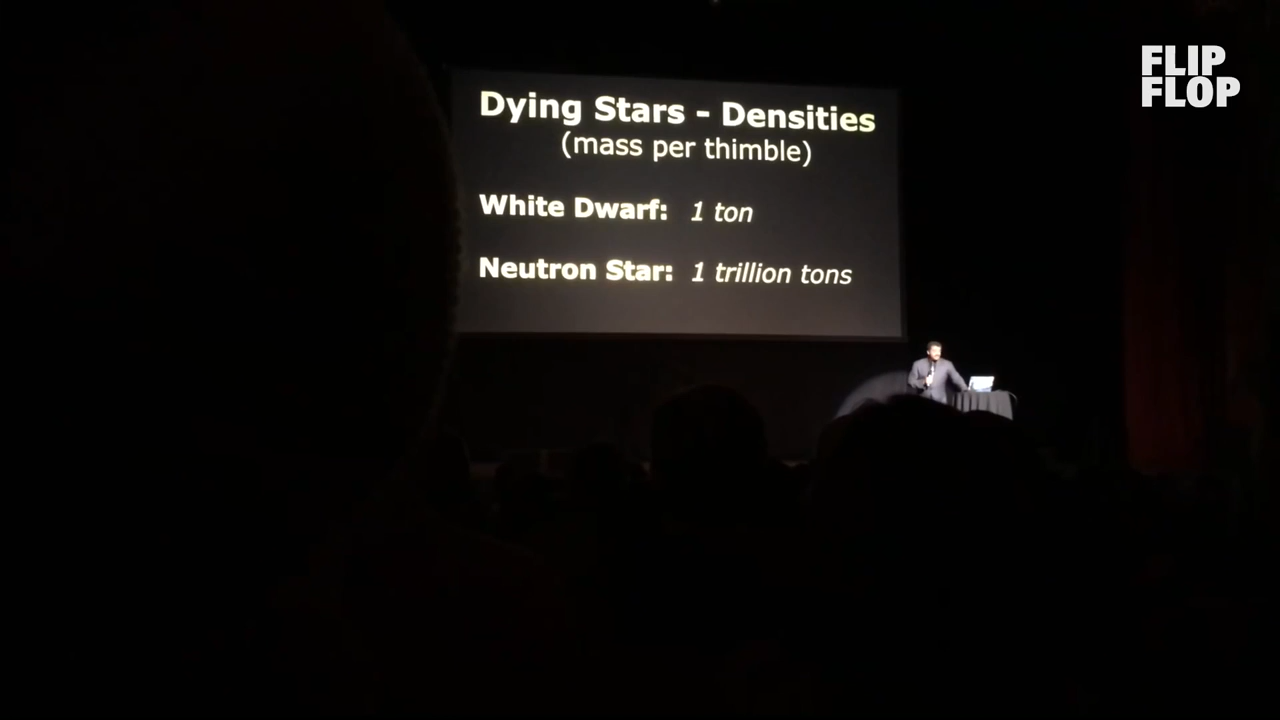 Dying Stars - Densities
(mass per thimble)
White Dwarf: 1 ton
Neutron Star: 1 trillion tons
FLIP
FLOP